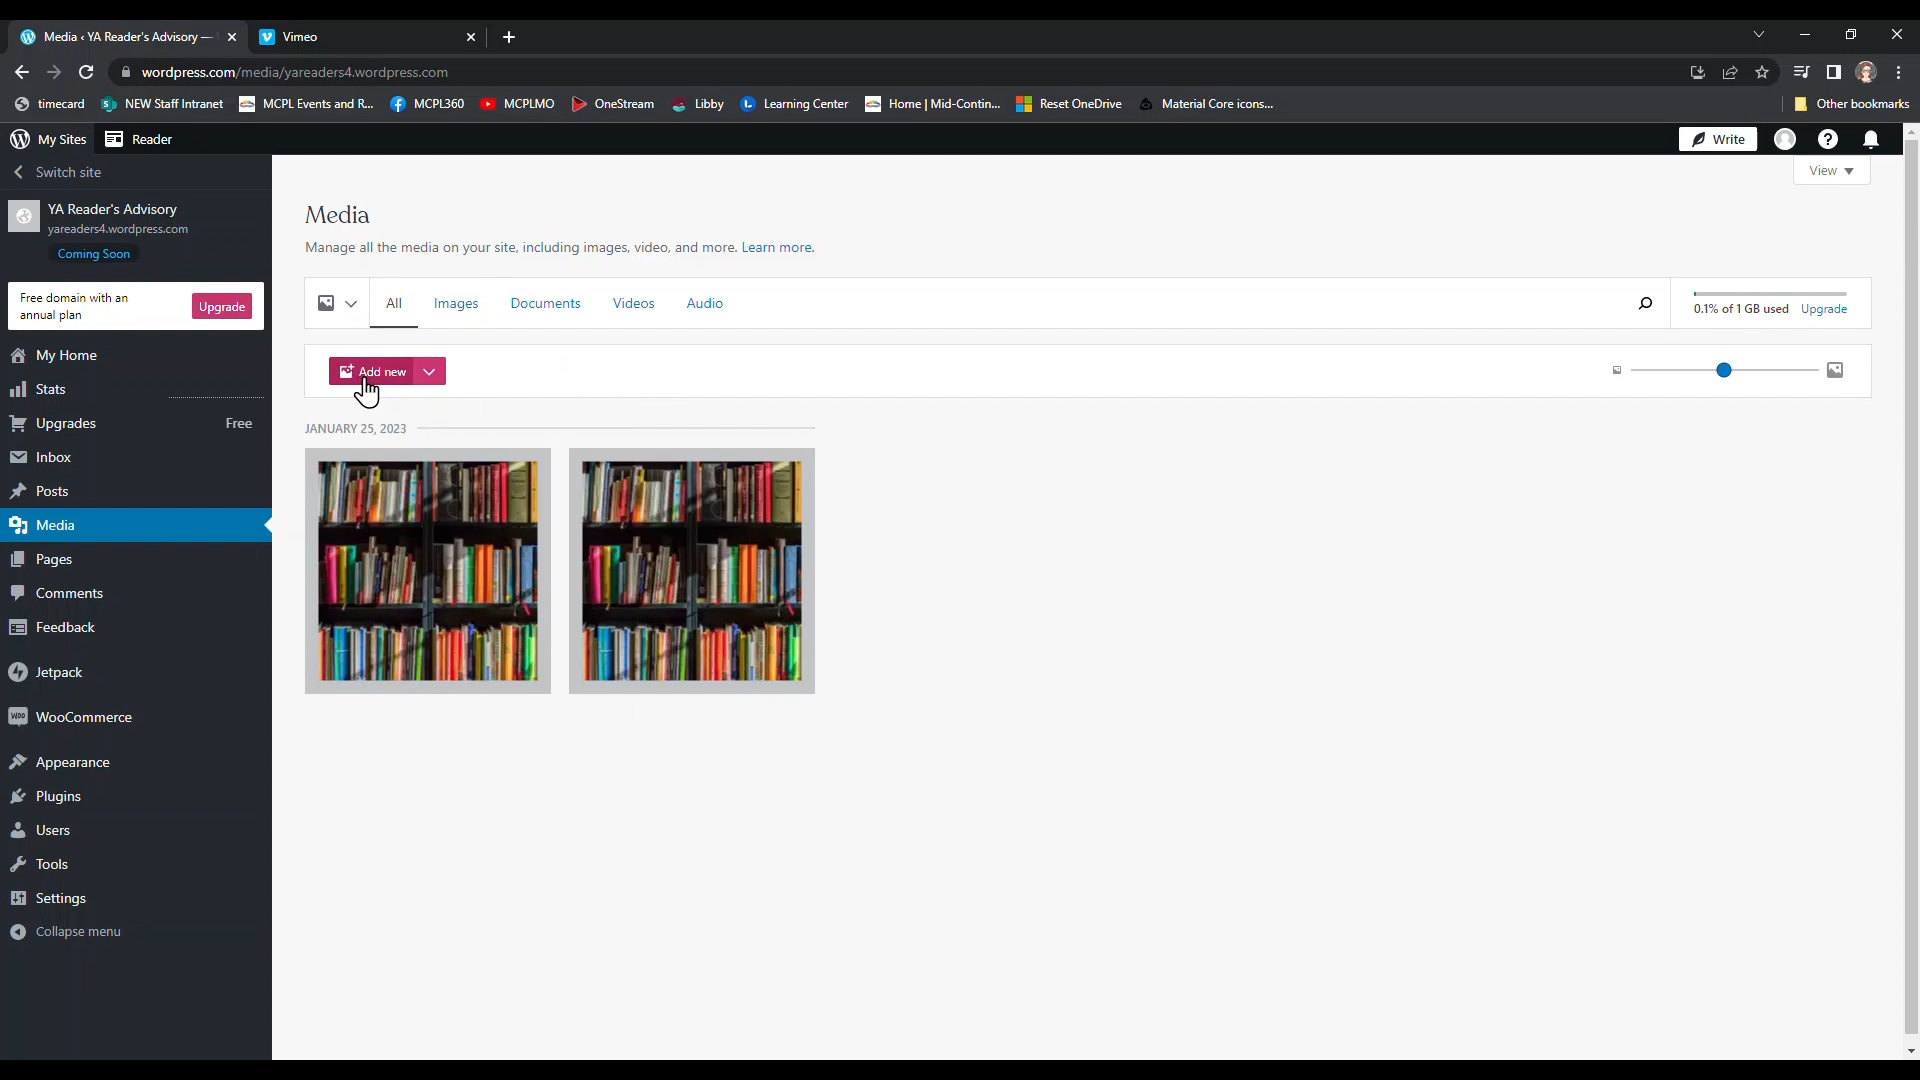 Media ‹ YA Reader's Advisory —
Vimeo
wordpress.com/media/yareaders4.wordpress.com
timecard
NEW Staff Intranet
MCPL Events and R...
MCPL360
MCPLMO
OneStream
Libby
Learning Center
Home | Mid-Contin...
Reset OneDrive
Material Core icons...
Other bookmarks
My Sites
Reader
Write
Switch site
View
YA Reader's Advisory
yareaders4.wordpress.com
Coming Soon
Free domain with an
annual plan
Upgrade
My Home
Stats
Upgrades Free
Inbox
Posts
Media
Pages
Comments
Feedback
Jetpack
WooCommerce
Appearance
Plugins
Users
Tools
Settings
Collapse menu
Media
Manage all the media on your site, including images, video, and more. Learn more.
All Images Documents Videos Audio
0.1% of 1 GB used Upgrade
Add new
JANUARY 25, 2023